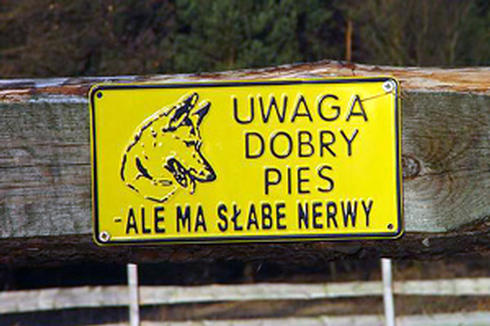 UWAGA
DOBRY
PIES
-ALE MA SŁABE NERWY